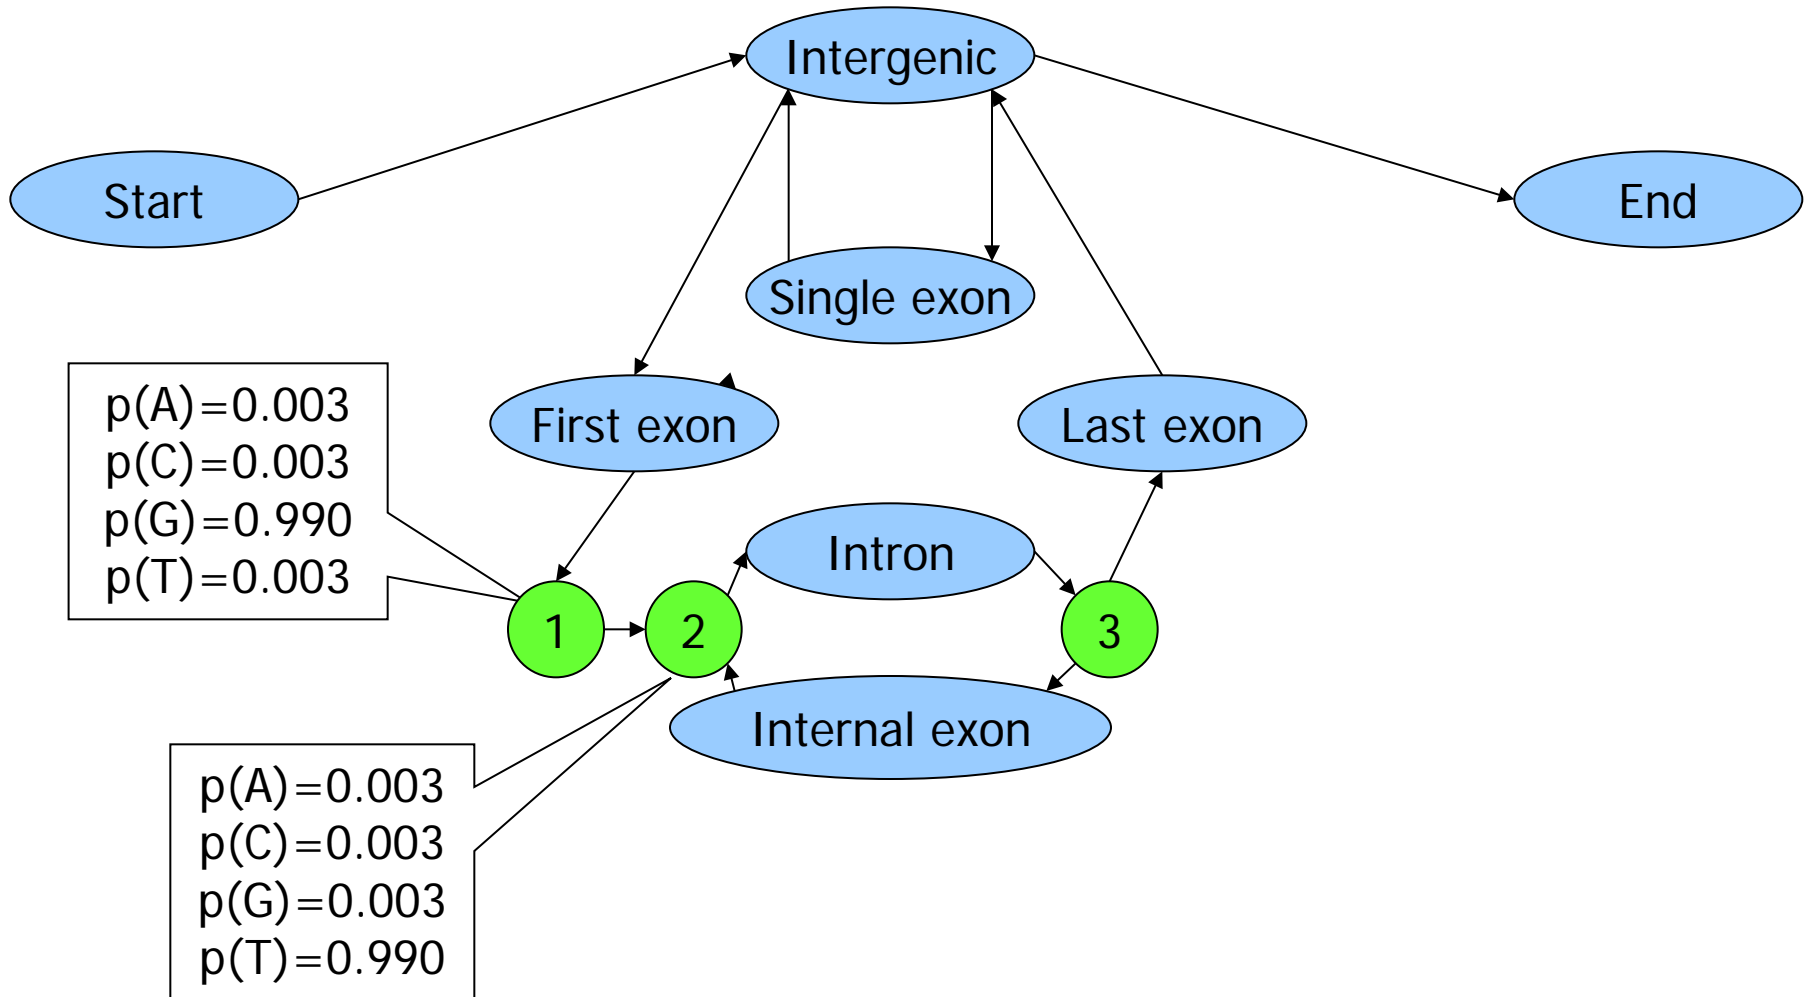 Intergenic
Start
End
Single exon
First exon
Last exon
p(A)=0.003
p(C)=0.003
p(G)=0.990
p(T)=0.003
Intron
1
2
3
Internal exon
p(A)=0.003
p(C)=0.003
p(G)=0.003
p(T)=0.990